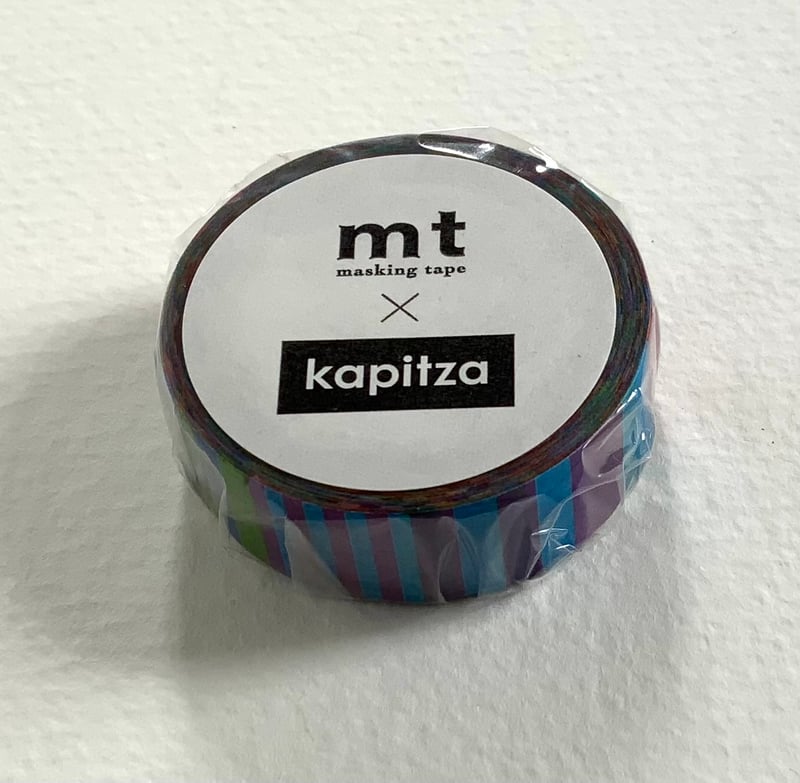 mt
masking tape
×
kapitza